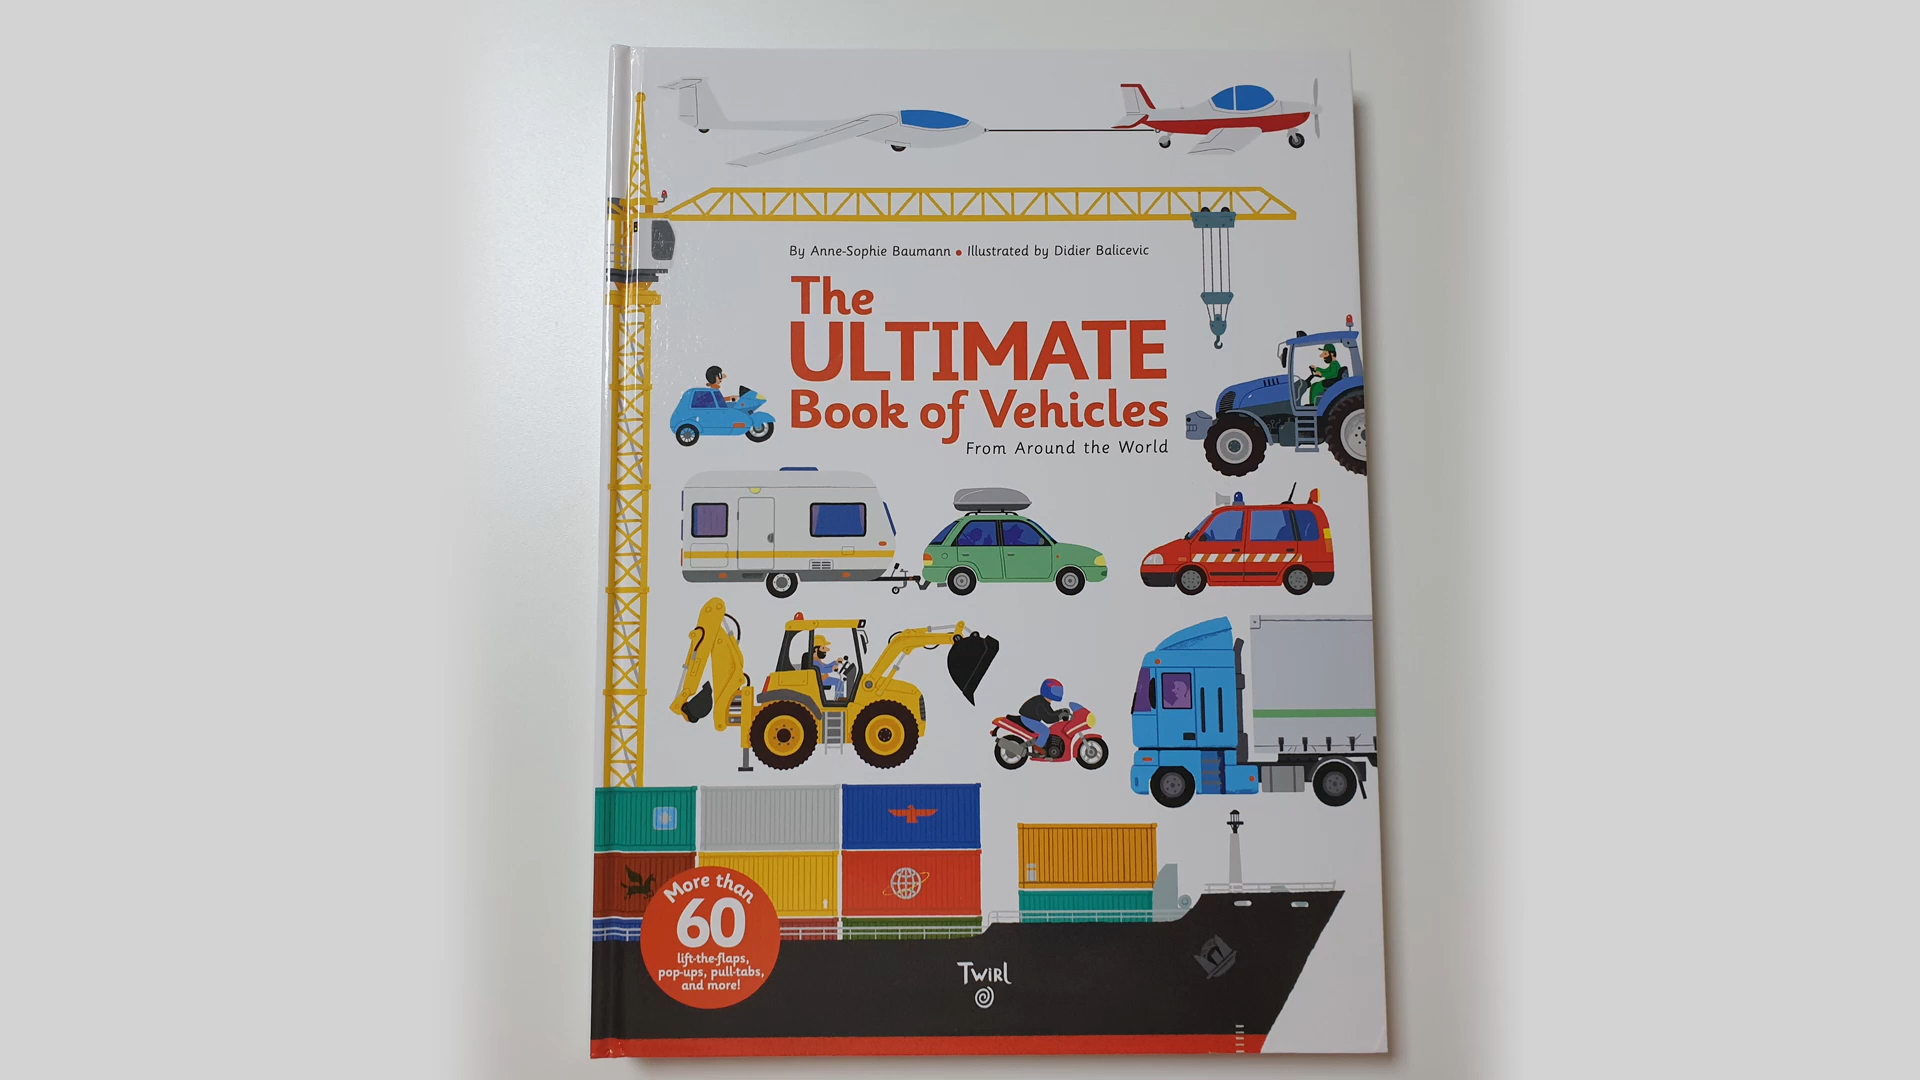 By Anne-Sophie Baumann • Illustrated by Didier Balicevic
The
ULTIMATE
Book of Vehicles
From Around the World
More than
60
lift-the-flaps,
pop-ups, pull-tabs,
and more!
TWIRL